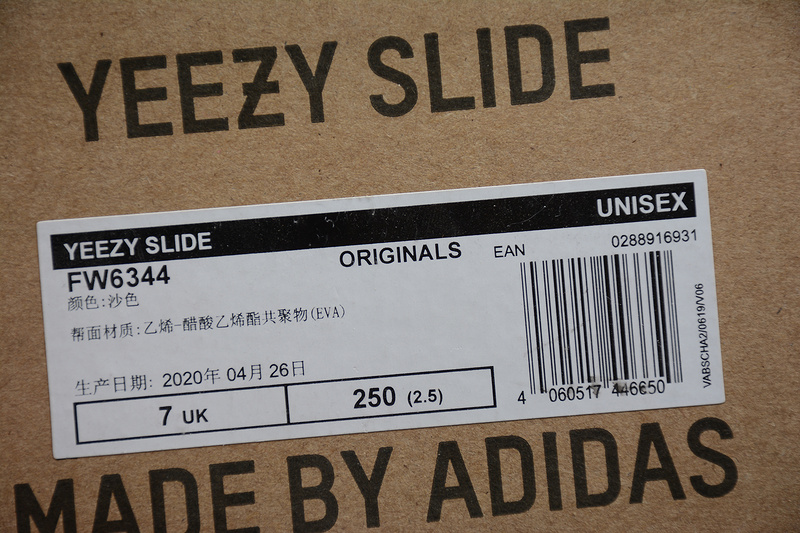 YEEZY SLIDE
YEEZY SLIDE UNISEX
FW6344 ORIGINALS EAN 0288916931
颜色:沙色
帮面材质:乙烯-醋酸乙烯酯共聚物(EVA)
生产日期: 2020年 04月 26日
7 UK 250 (2.5)
4 060517 446650
VABSCHA2/0619/V06
MADE BY ADIDAS